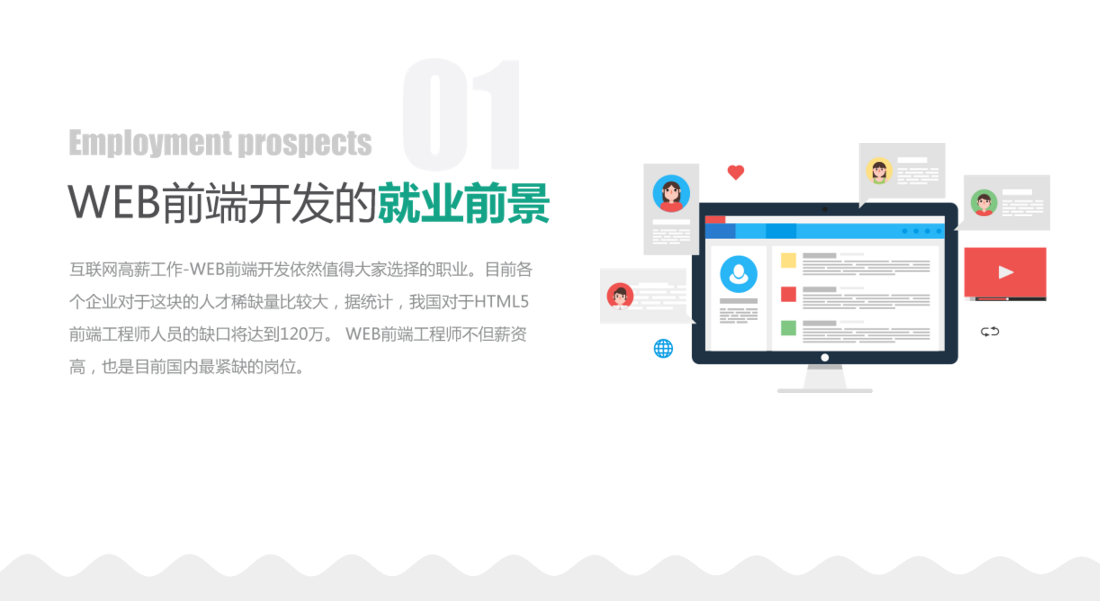 01
Employment prospects
WEB前端开发的就业前景
互联网高薪工作-WEB前端开发依然值得大家选择的职业。目前各
个企业对于这块的人才稀缺量比较大，据统计，我国对于HTML5
前端工程师人员的缺口将达到120万。 WEB前端工程师不但薪资
高，也是目前国内最紧缺的岗位。